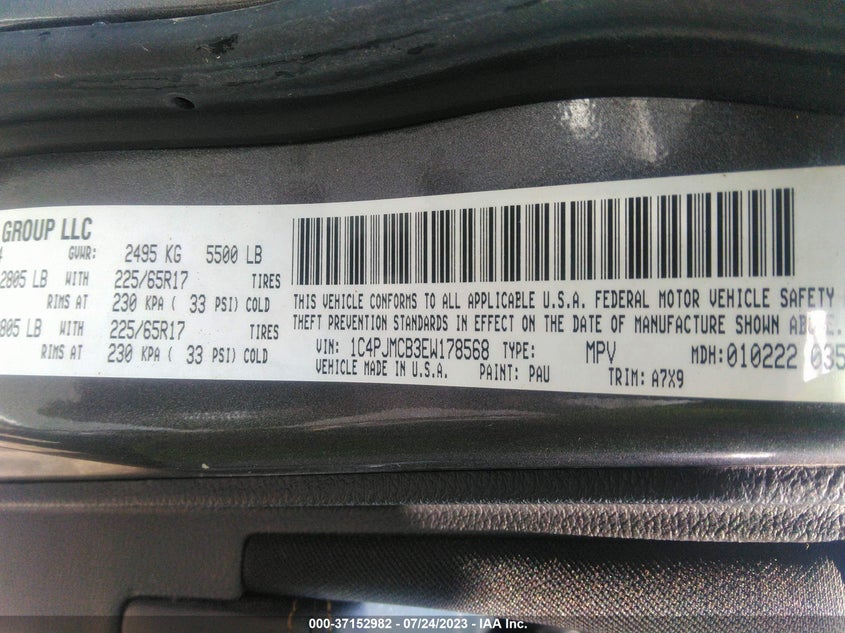 GROUP LLC
GVWR: 2495 KG 5500 LB
2805 LB WITH 225/65R17 TIRES
RIMS AT 230 KPA ( 33 PSI) COLD
805 LB WITH 225/65R17 TIRES
RIMS AT 230 KPA ( 33 PSI) COLD
THIS VEHICLE CONFORMS TO ALL APPLICABLE U.S.A. FEDERAL MOTOR VEHICLE SAFETY
THEFT PREVENTION STANDARDS IN EFFECT ON THE DATE OF MANUFACTURE SHOWN ABOVE.
VIN: 1C4PJMCB3EW178568 TYPE: MPV MDH: 010222 035
VEHICLE MADE IN U.S.A. PAINT: PAU TRIM: A7X9
000-37152982 - 07/24/2023 - IAA Inc.